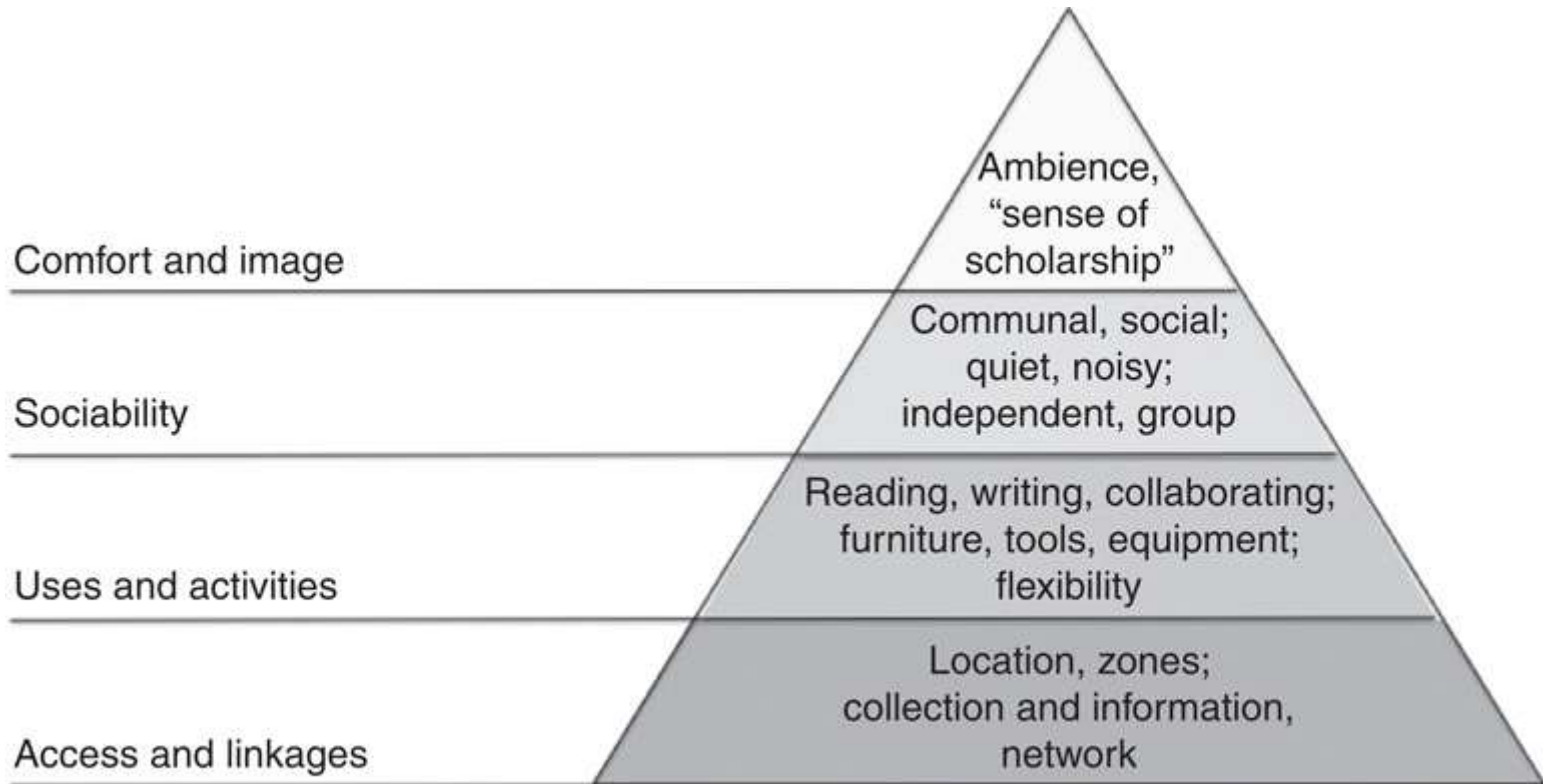 Ambience,
“sense of
scholarship”
Comfort and image
Communal, social;
quiet, noisy;
independent, group
Sociability
Reading, writing, collaborating;
furniture, tools, equipment;
flexibility
Uses and activities
Location, zones;
collection and information,
network
Access and linkages